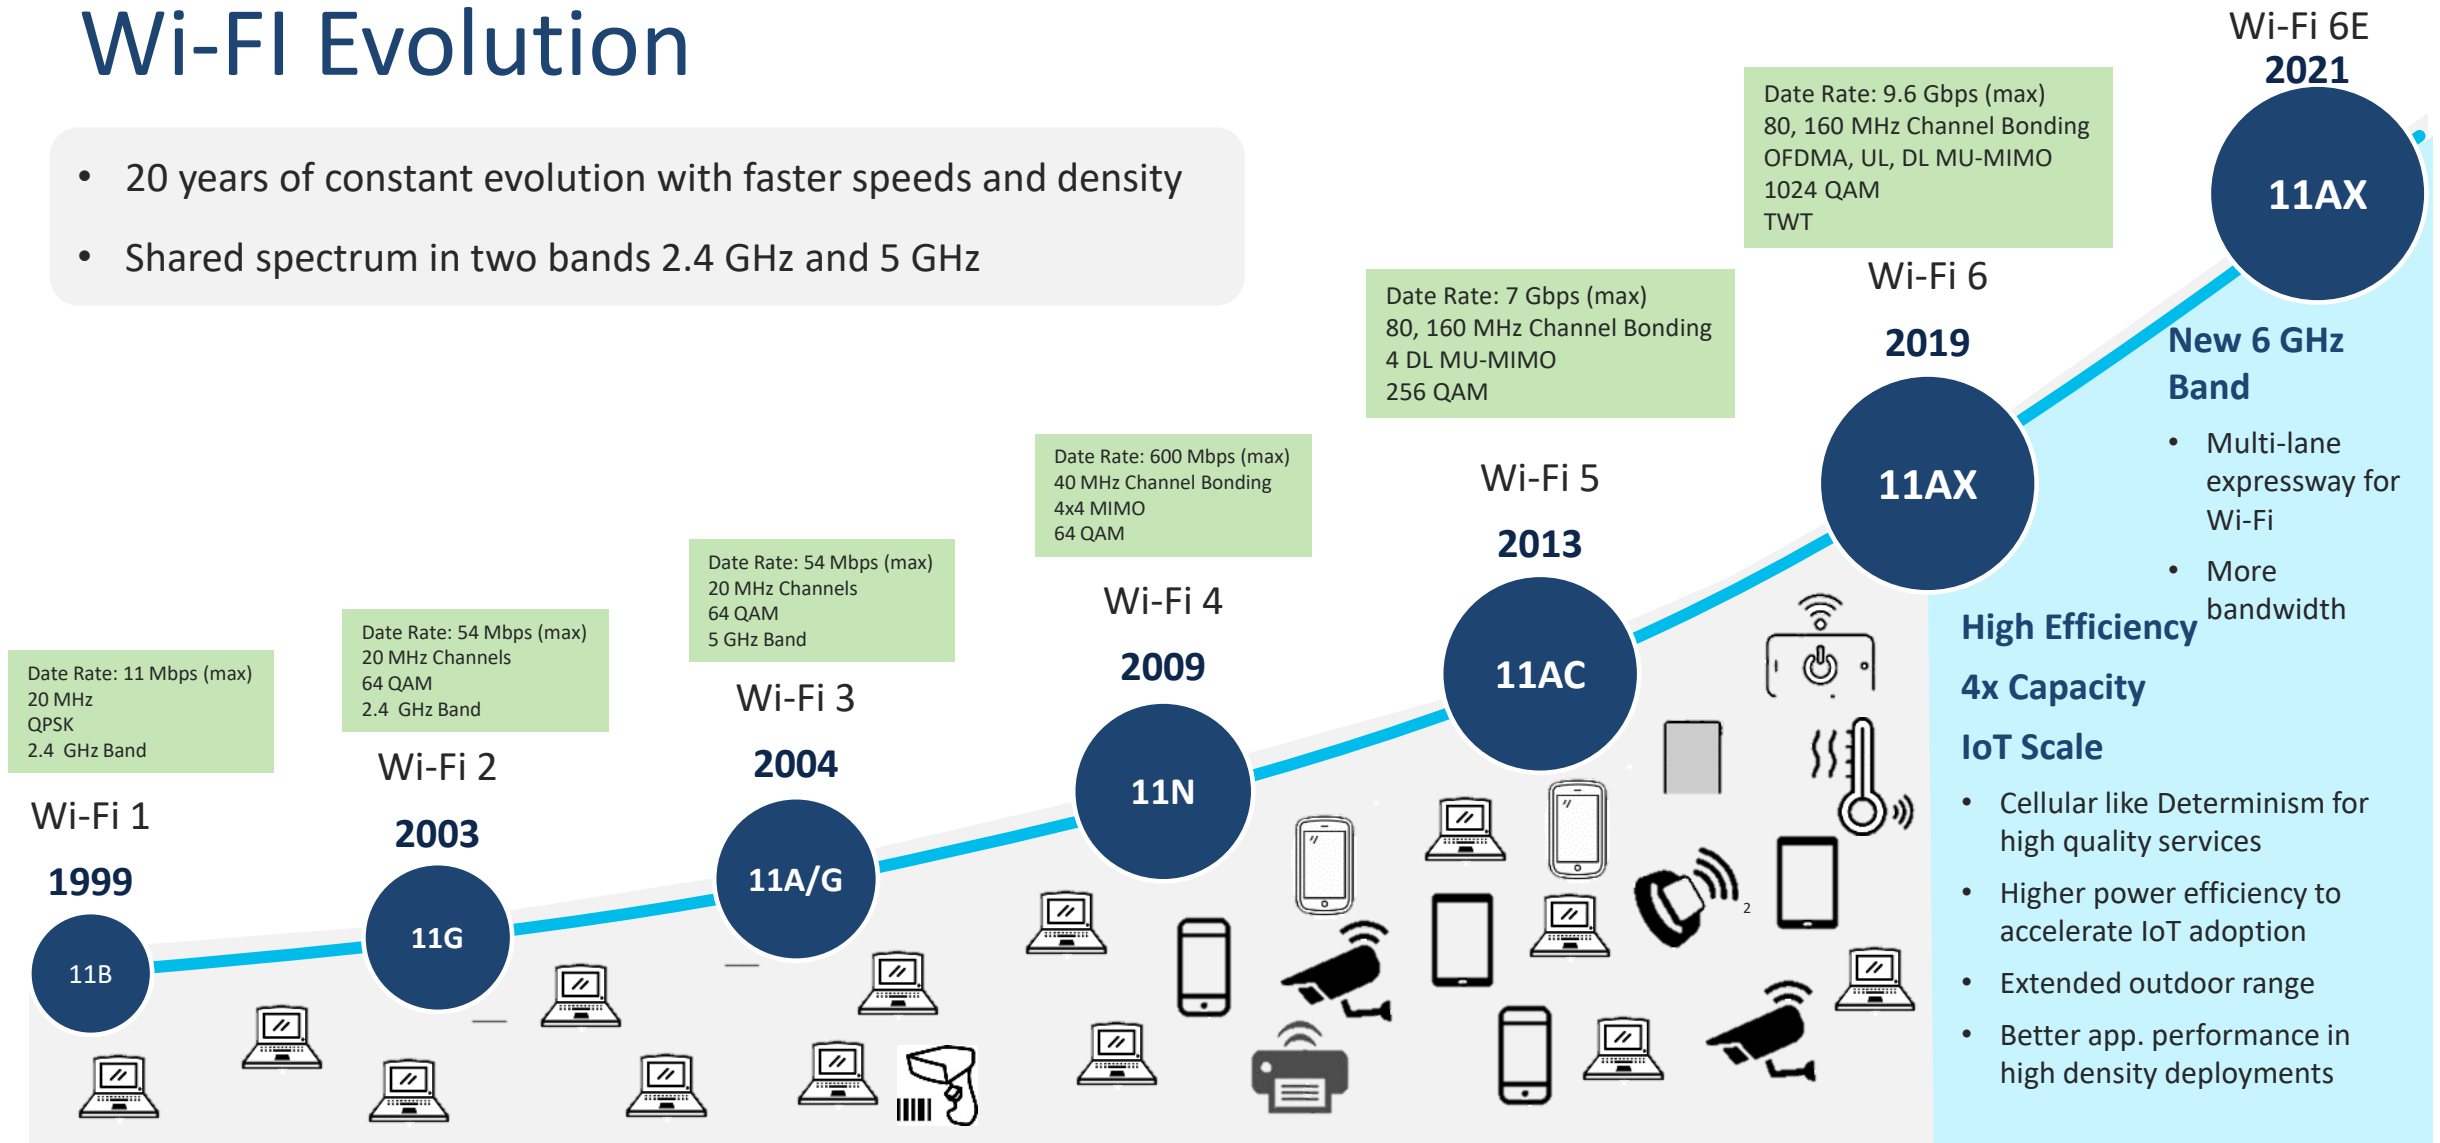 Wi-FI Evolution
• 20 years of constant evolution with faster speeds and density
• Shared spectrum in two bands 2.4 GHz and 5 GHz
Date Rate: 11 Mbps (max)
20 MHz
QPSK
2.4 GHz Band
Wi-Fi 1
1999
11B
Date Rate: 54 Mbps (max)
20 MHz Channels
64 QAM
2.4 GHz Band
Wi-Fi 2
2003
11G
Date Rate: 54 Mbps (max)
20 MHz Channels
64 QAM
5 GHz Band
Wi-Fi 3
2004
11A/G
Date Rate: 600 Mbps (max)
40 MHz Channel Bonding
4x4 MIMO
64 QAM
Wi-Fi 4
2009
11N
Date Rate: 7 Gbps (max)
80, 160 MHz Channel Bonding
4 DL MU-MIMO
256 QAM
Wi-Fi 5
2013
11AC
Date Rate: 9.6 Gbps (max)
80, 160 MHz Channel Bonding
OFDMA, UL, DL MU-MIMO
1024 QAM
TWT
Wi-Fi 6
2019
11AX
Wi-Fi 6E
2021
11AX
New 6 GHz
Band
• Multi-lane
expressway for
Wi-Fi
• More
bandwidth
High Efficiency
4x Capacity
IoT Scale
• Cellular like Determinism for
high quality services
• Higher power efficiency to
accelerate IoT adoption
• Extended outdoor range
• Better app. performance in
high density deployments
2